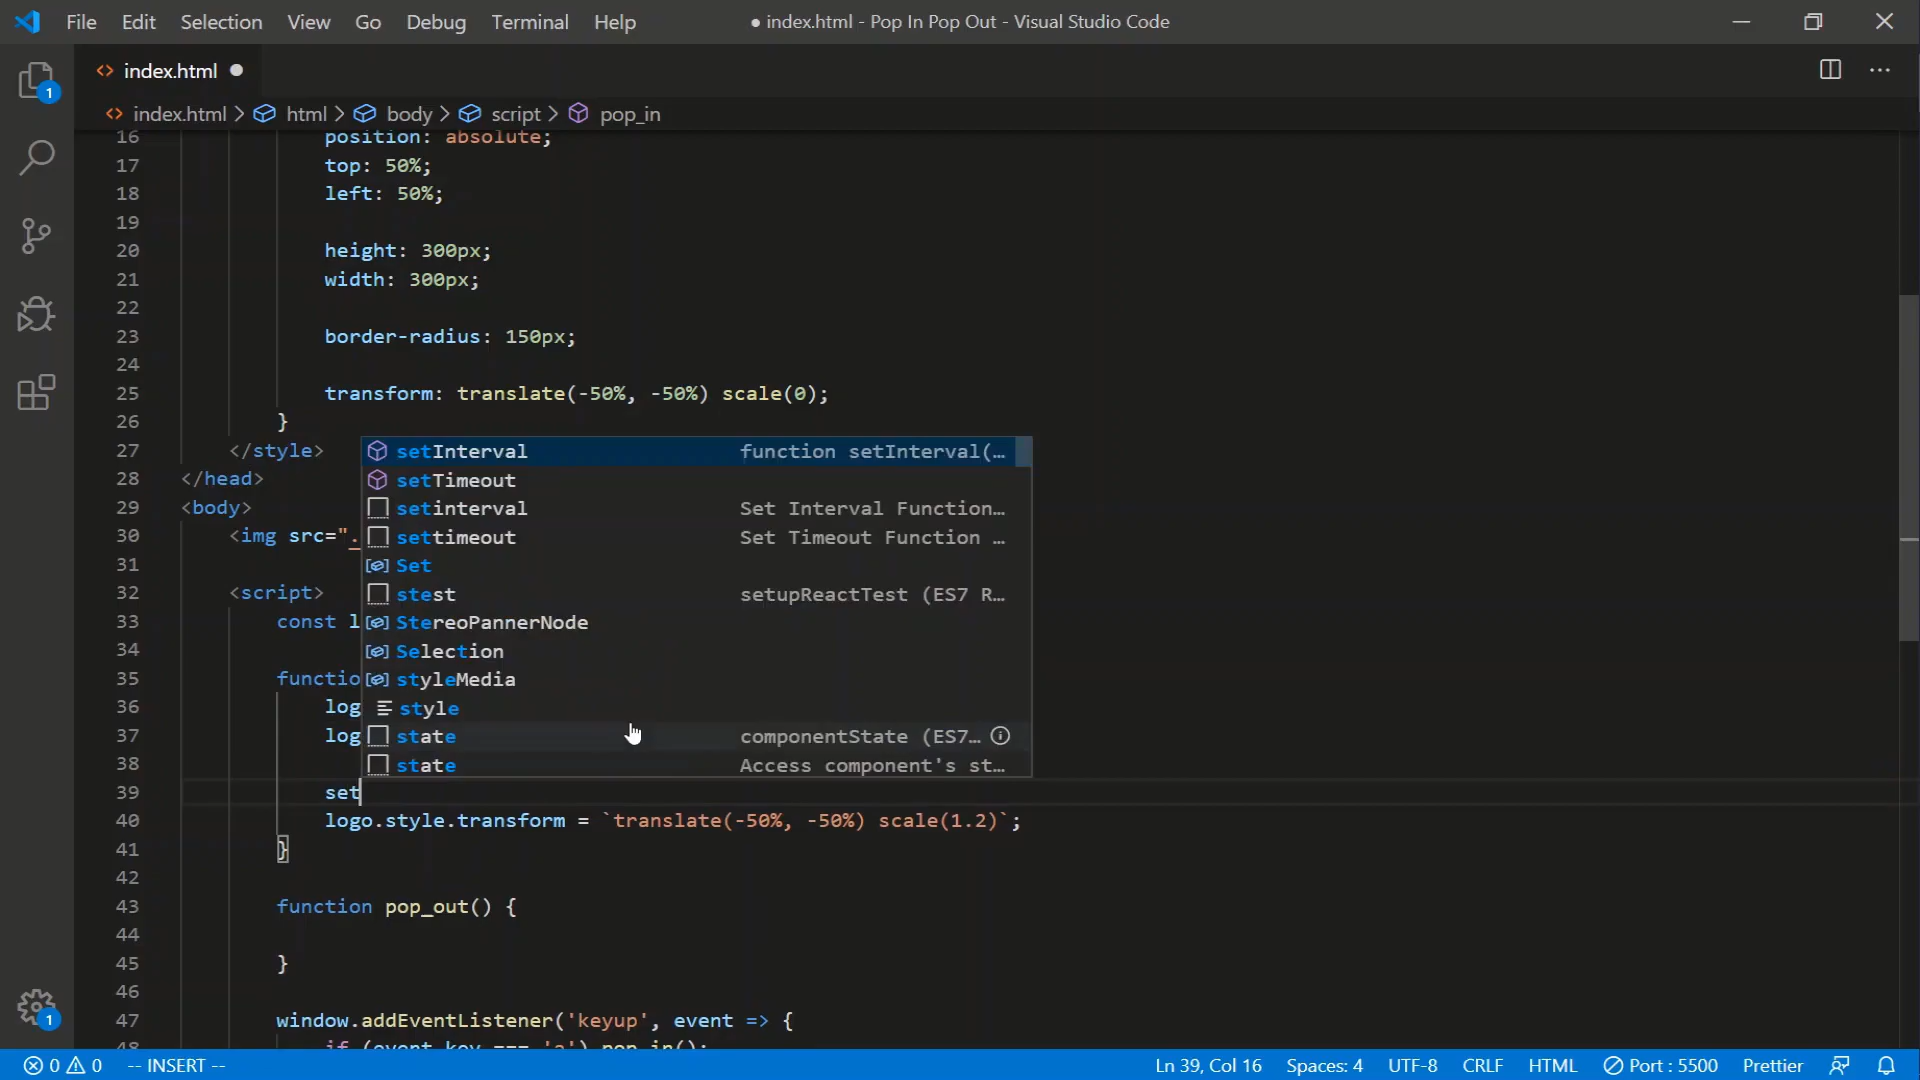 File Edit Selection View Go Debug Terminal Help ● index.html - Pop In Pop Out - Visual Studio Code
<> index.html ●
1
<> index.html > html > body > script > pop_in
16 position: absolute;
17 top: 50%;
18 left: 50%;
19
20 height: 300px;
21 width: 300px;
22
23 border-radius: 150px;
24
25 transform: translate(-50%, -50%) scale(0);
26 }
27 </style>
setInterval function setInterval(…
28 </head>
setTimeout
29 <body>
setinterval Set Interval Function…
30 <img src=".
settimeout Set Timeout Function …
31
Set
32 <script>
stest setupReactTest (ES7 R…
33 const l
StereoPannerNode
34
Selection
35 functio
styleMedia
36 log
style
37 log
state componentState (ES7…
38
state Access component's st…
39 set
40 logo.style.transform = `translate(-50%, -50%) scale(1.2)`;
41 }
42
43 function pop_out() {
44
45 }
46
47 window.addEventListener('keyup', event => {
48 if (event.key === 'a') pop_in();
1
0 0 -- INSERT -- Ln 39, Col 16 Spaces: 4 UTF-8 CRLF HTML Port : 5500 Prettier